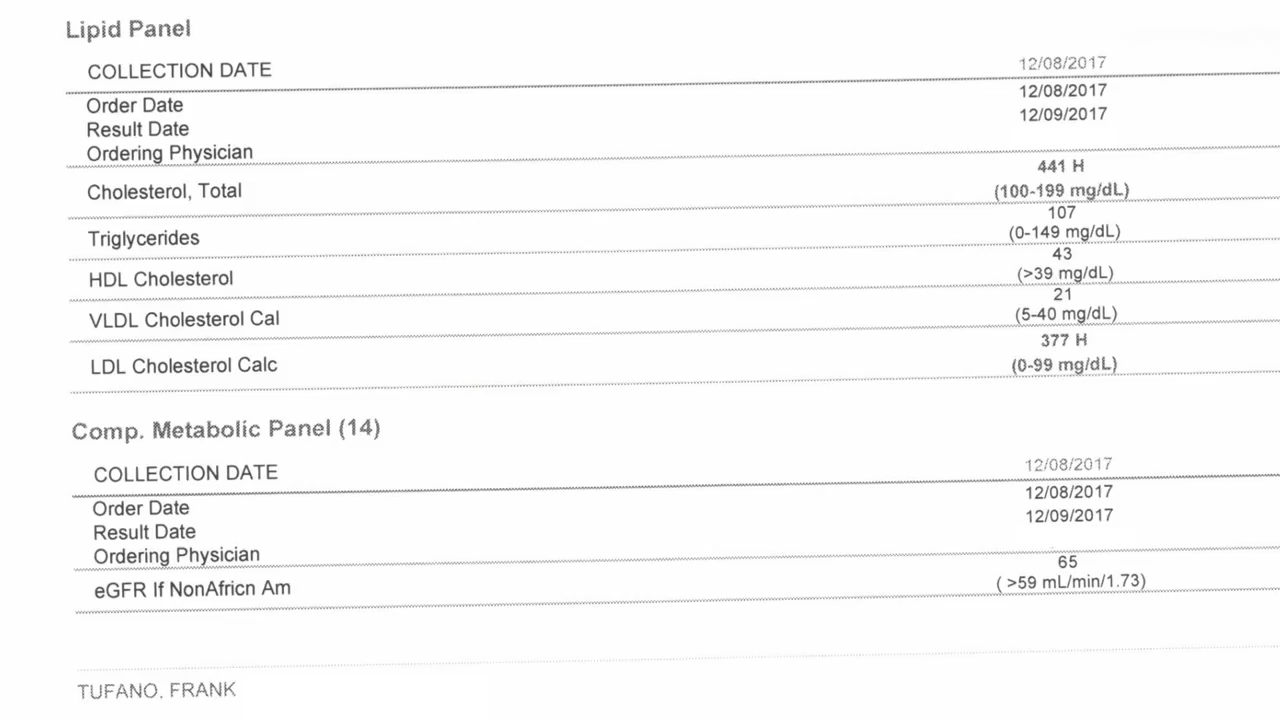 Lipid Panel
COLLECTION DATE 12/08/2017
Order Date 12/08/2017
Result Date 12/09/2017
Ordering Physician
Cholesterol, Total 441 H
(100-199 mg/dL)
Triglycerides 107
(0-149 mg/dL)
HDL Cholesterol 43
(>39 mg/dL)
VLDL Cholesterol Cal 21
(5-40 mg/dL)
LDL Cholesterol Calc 377 H
(0-99 mg/dL)
Comp. Metabolic Panel (14)
COLLECTION DATE 12/08/2017
Order Date 12/08/2017
Result Date 12/09/2017
Ordering Physician
eGFR If NonAfricn Am 65
( >59 mL/min/1.73)
TUFANO, FRANK